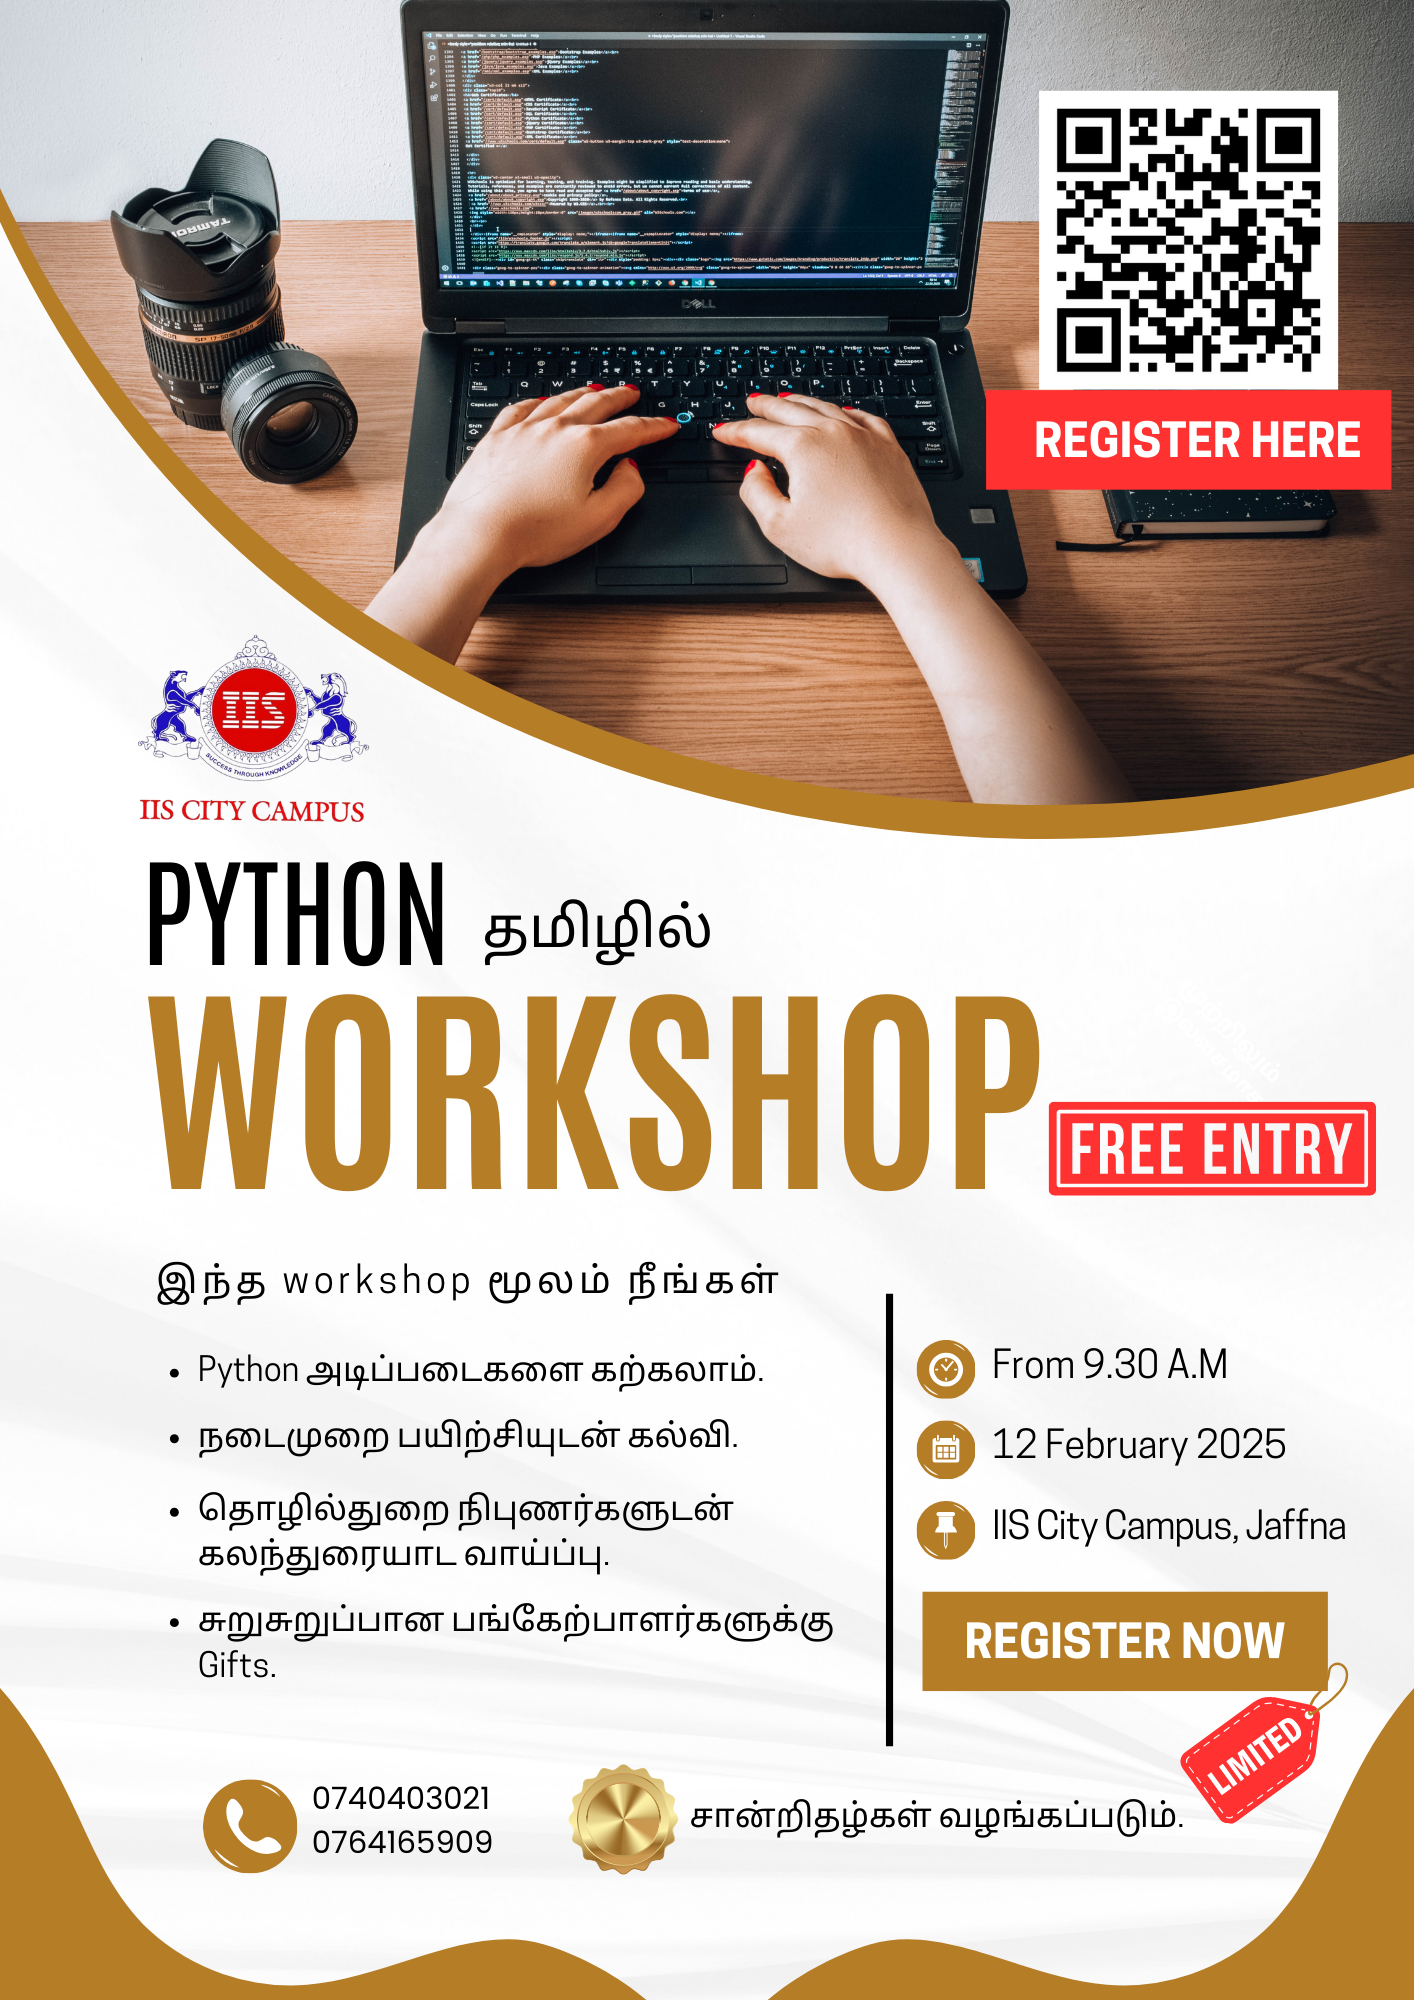 REGISTER HERE
IIS
SUCCESS THROUGH KNOWLEDGE
IIS CITY CAMPUS
PYTHON தமிழில்
WORKSHOP
FREE ENTRY
இந்த workshop மூலம் நீங்கள்
• Python அடிப்படைகளை கற்கலாம்.
• நடைமுறை பயிற்சியுடன் கல்வி.
• தொழில்துறை நிபுணர்களுடன்
கலந்துரையாட வாய்ப்பு.
• சுறுசுறுப்பான பங்கேற்பாளர்களுக்கு
Gifts.
From 9.30 A.M
12 February 2025
IIS City Campus, Jaffna
REGISTER NOW
LIMITED
0740403021
0764165909
சான்றிதழ்கள் வழங்கப்படும்.
TAMRON
DELL